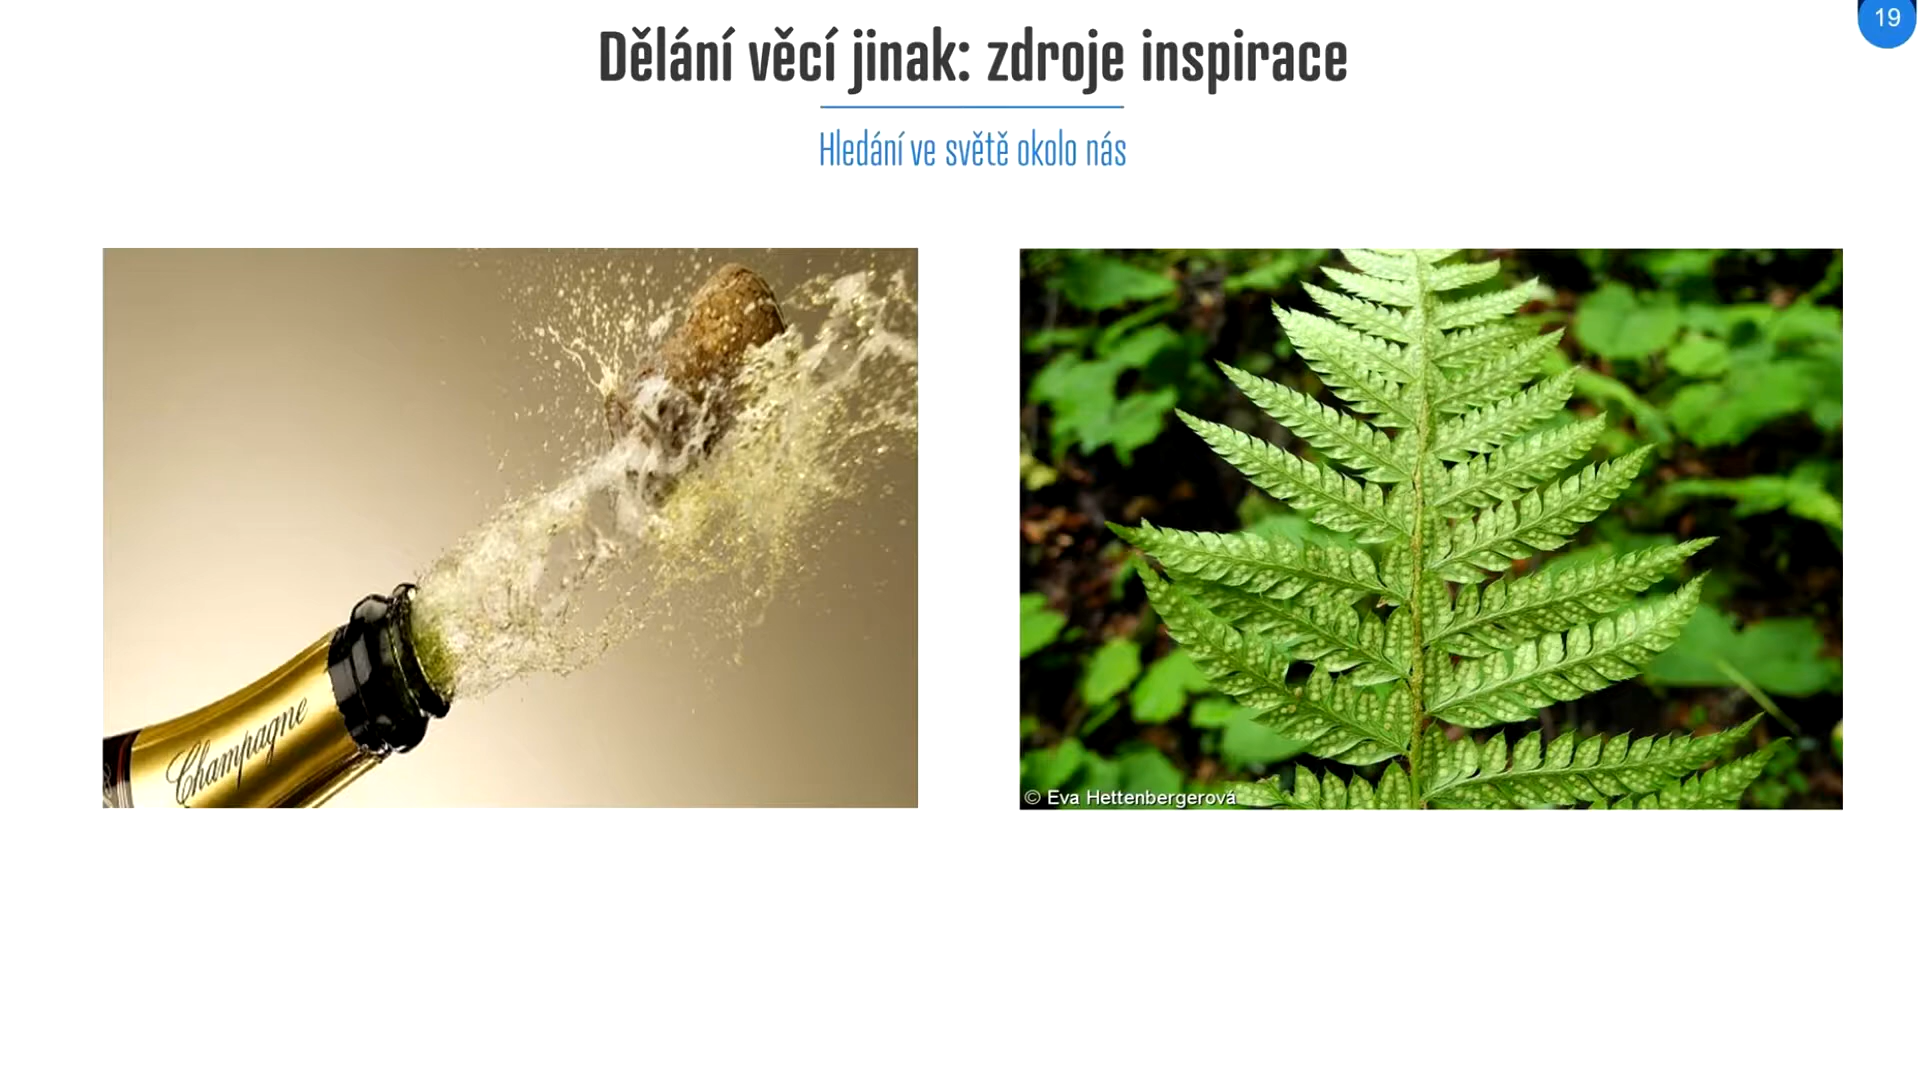 19
Dělání věcí jinak: zdroje inspirace
Hledání ve světě okolo nás
Champagne
© Eva Hettenbergerová